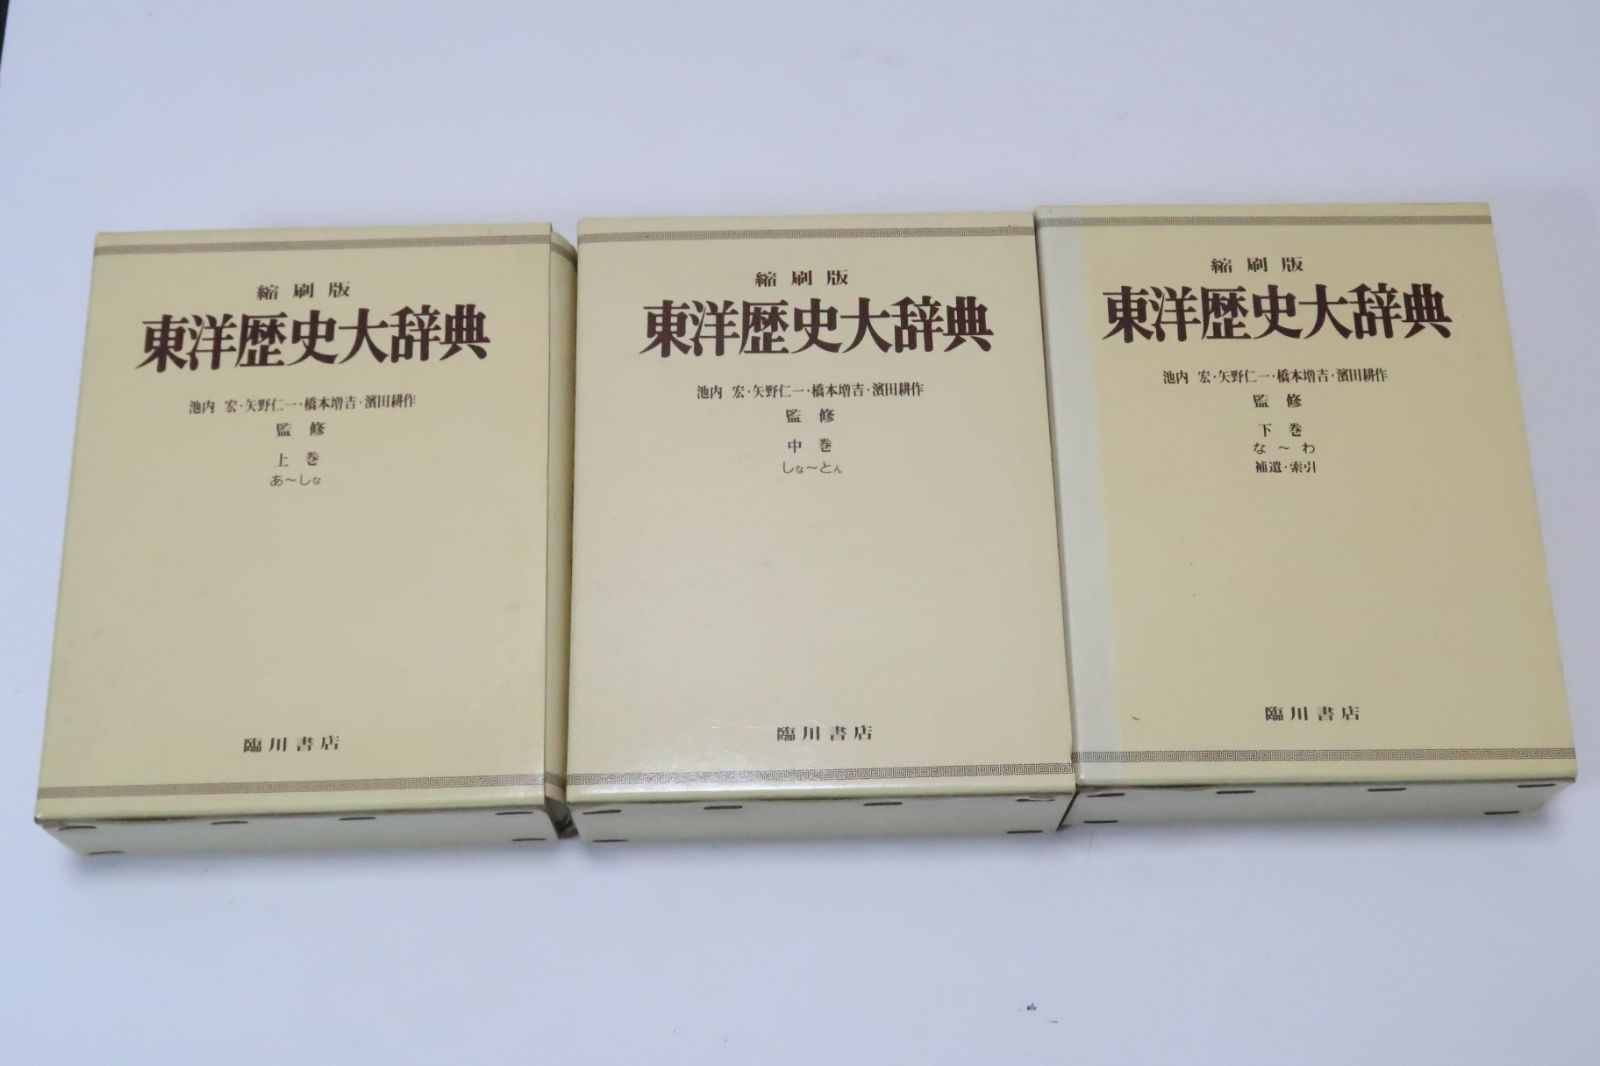 縮刷版
東洋歴史大辞典
池内 宏・矢野仁一・橋本増吉・濱田耕作
監修
上巻
あ〜しな
臨川書店
縮刷版
東洋歴史大辞典
池内 宏・矢野仁一・橋本増吉・濱田耕作
監修
中巻
しな〜とん
臨川書店
縮刷版
東洋歴史大辞典
池内 宏・矢野仁一・橋本増吉・濱田耕作
監修
下巻
な〜わ
補遺・索引
臨川書店